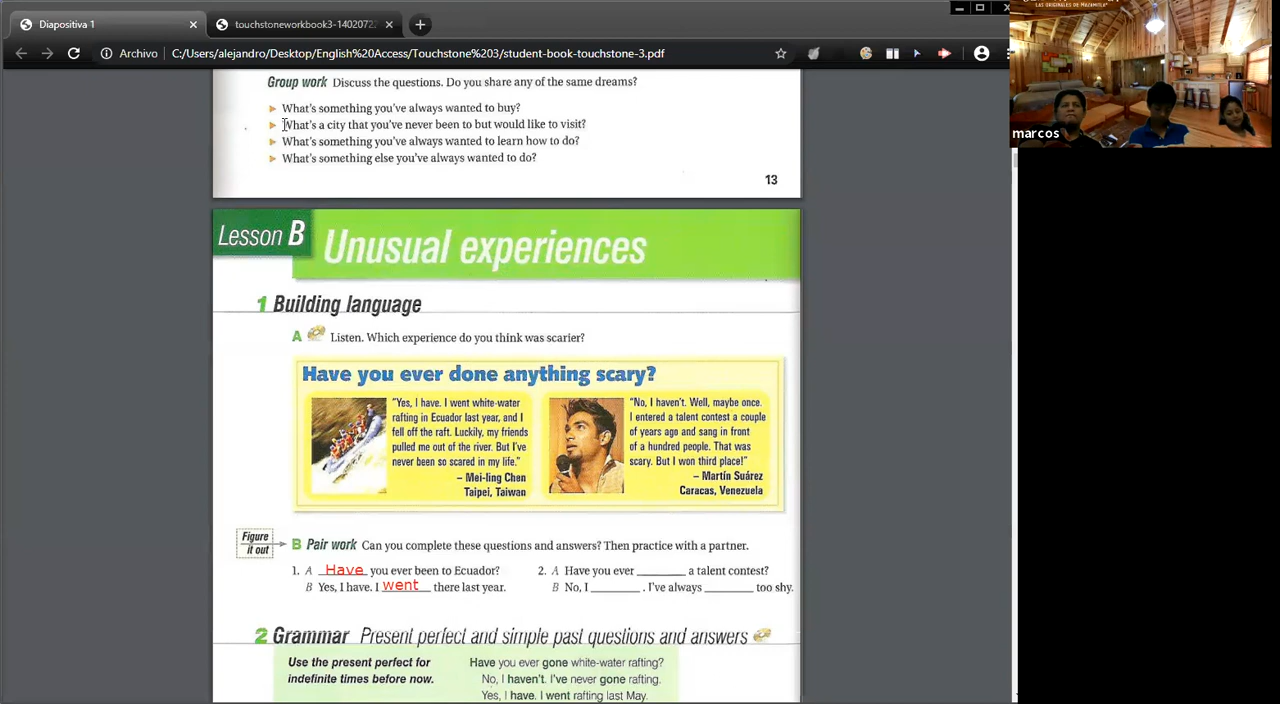 Diapositiva 1
touchstoneworkbook3-1402072
Archivo
C:/Users/alejandro/Desktop/English%20Access/Touchstone%203/student-book-touchstone-3.pdf
LAS ORIGINALES DE MAZAMITLA
marcos
Group work Discuss the questions. Do you share any of the same dreams?
What's something you've always wanted to buy?
What's a city that you've never been to but would like to visit?
What's something you've always wanted to learn how to do?
What's something else you've always wanted to do?
13
Lesson B
Unusual experiences
1 Building language
A Listen. Which experience do you think was scarier?
Have you ever done anything scary?
"Yes, I have. I went white-water
rafting in Ecuador last year, and I
fell off the raft. Luckily, my friends
pulled me out of the river. But I've
never been so scared in my life."
– Mei-ling Chen
Taipei, Taiwan
"No, I haven't. Well, maybe once.
I entered a talent contest a couple
of years ago and sang in front
of a hundred people. That was
scary. But I won third place!"
– Martín Suárez
Caracas, Venezuela
Figure
it out
B Pair work Can you complete these questions and answers? Then practice with a partner.
1. A Have you ever been to Ecuador?
B Yes, I have. I went there last year.
2. A Have you ever ________ a talent contest?
B No, I ________ . I've always ________ too shy.
2 Grammar Present perfect and simple past questions and answers
Use the present perfect for
indefinite times before now.
Have you ever gone white-water rafting?
No, I haven't. I've never gone rafting.
Yes, I have. I went rafting last May.